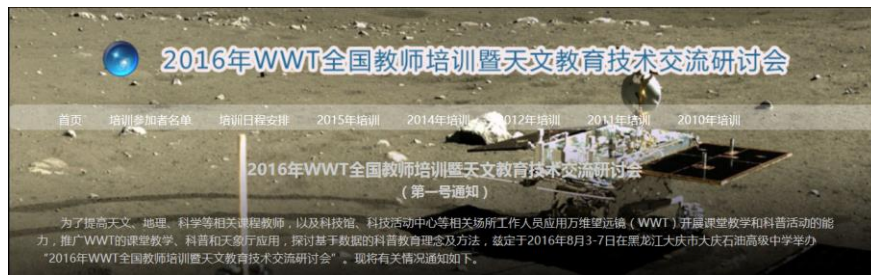 2016年WWT全国教师培训暨天文教育技术交流研讨会
首页 培训参加者名单 培训日程安排 2015年培训 2014年培训 2012年培训 2011年培训 2010年培训
2016年WWT全国教师培训暨天文教育技术交流研讨会
（第一号通知）
为了提高天文、地理、科学等相关课程教师，以及科技馆、科技活动中心等相关场所工作人员应用万维望远镜（WWT）开展课堂教学和科普活动的能
力，推广WWT的课堂教学、科普和天象厅应用，探讨基于数据的科普教育理念及方法，兹定于2016年8月3-7日在黑龙江大庆市大庆石油高级中学举办
“2016年WWT全国教师培训暨天文教育技术交流研讨会”。现将有关情况通知如下。